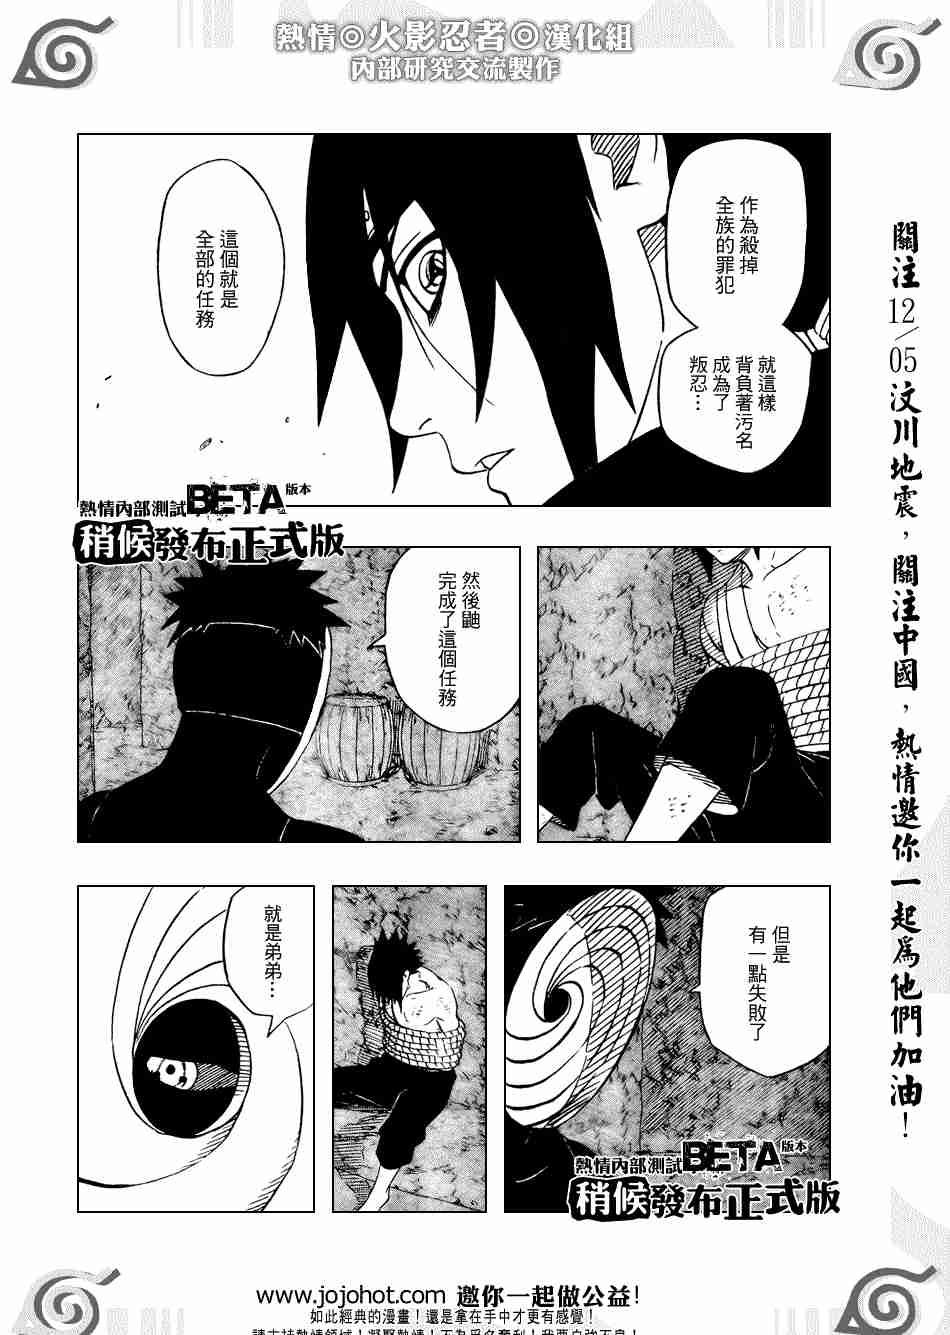 熱情◎火影忍者◎漢化組
內部研究交流製作
作為殺掉
全族的罪犯
就這樣
背負著污名
成為了
叛忍…
這個就是
全部的任務
關注12/05汶川地震，關注中國，熱情邀你一起為他們加油！
熱情內部測試 BETA 版本
稍候發布正式版
然後鼬
完成了這個任務
但是
有一點失敗了
就是弟弟…
熱情內部測試 BETA 版本
稍候發布正式版
www.jojohot.com 邀你一起做公益！
如此經典的漫畫！還是拿在手中才更有感覺！